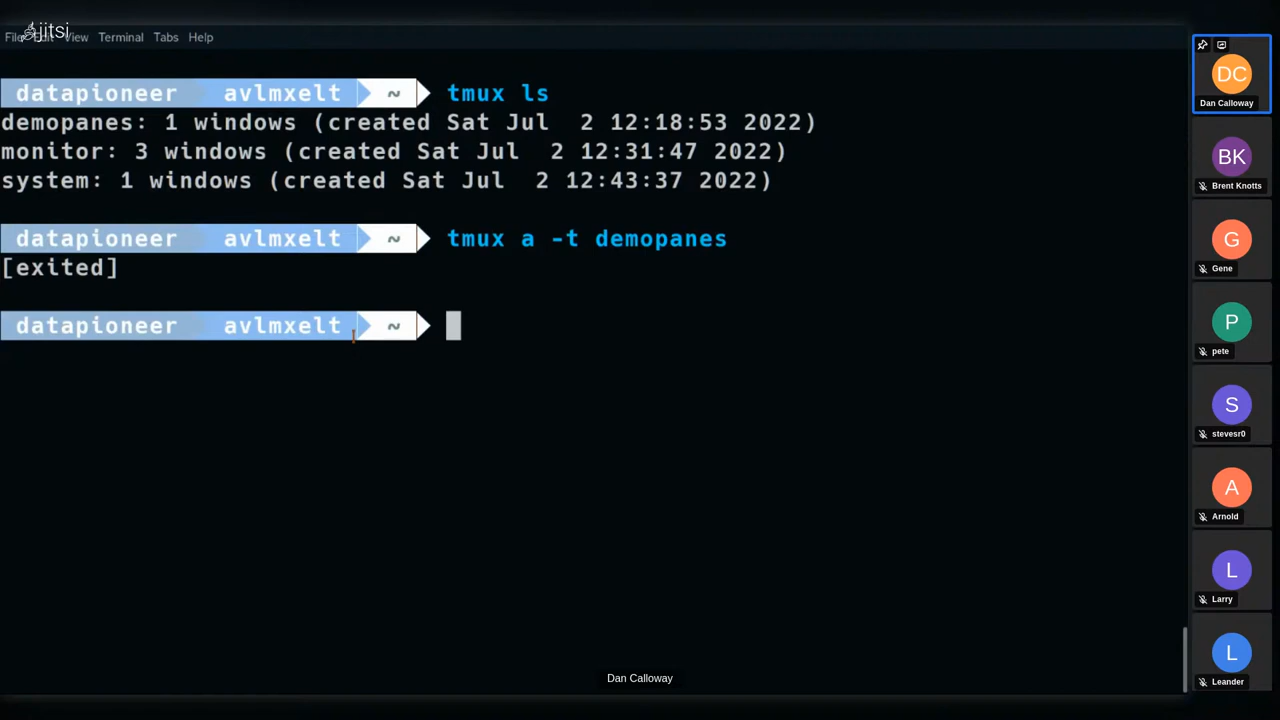 jitsi
File Edit View Terminal Tabs Help
datapioneer avlmxelt ~ tmux ls
demopanes: 1 windows (created Sat Jul  2 12:18:53 2022)
monitor: 3 windows (created Sat Jul  2 12:31:47 2022)
system: 1 windows (created Sat Jul  2 12:43:37 2022)
datapioneer avlmxelt ~ tmux a -t demopanes
[exited]
datapioneer avlmxelt ~
Dan Calloway
DC
Dan Calloway
BK
Brent Knotts
G
Gene
P
pete
S
stevesr0
A
Arnold
L
Larry
L
Leander